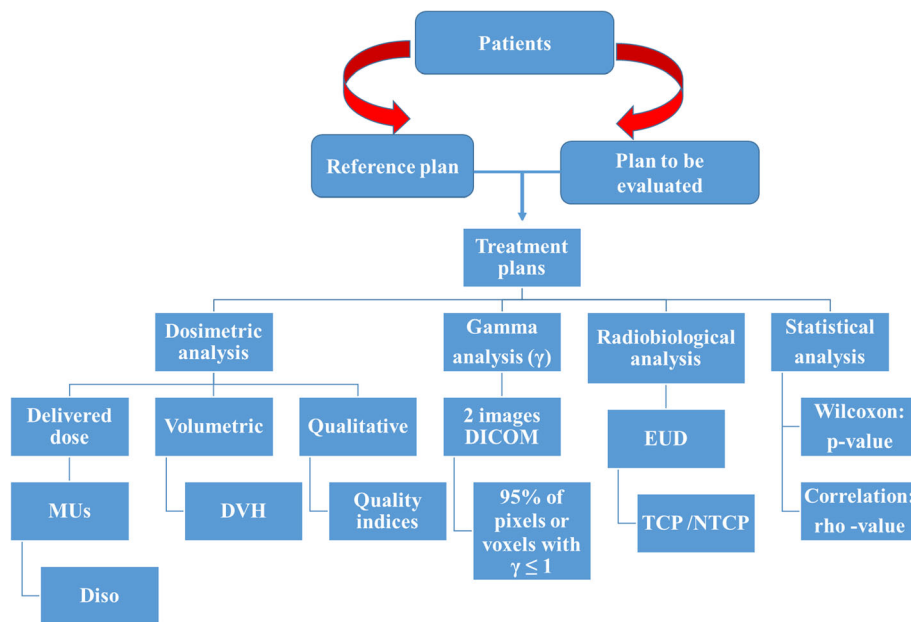 Patients
Reference plan
Plan to be
evaluated
Treatment
plans
Dosimetric
analysis
Gamma
analysis (γ)
Radiobiological
analysis
Statistical
analysis
Delivered
dose
Volumetric
Qualitative
2 images
DICOM
EUD
Wilcoxon:
p-value
MUs
DVH
Quality
indices
95% of
pixels or
voxels with
γ ≤ 1
TCP /NTCP
Correlation:
rho -value
Diso